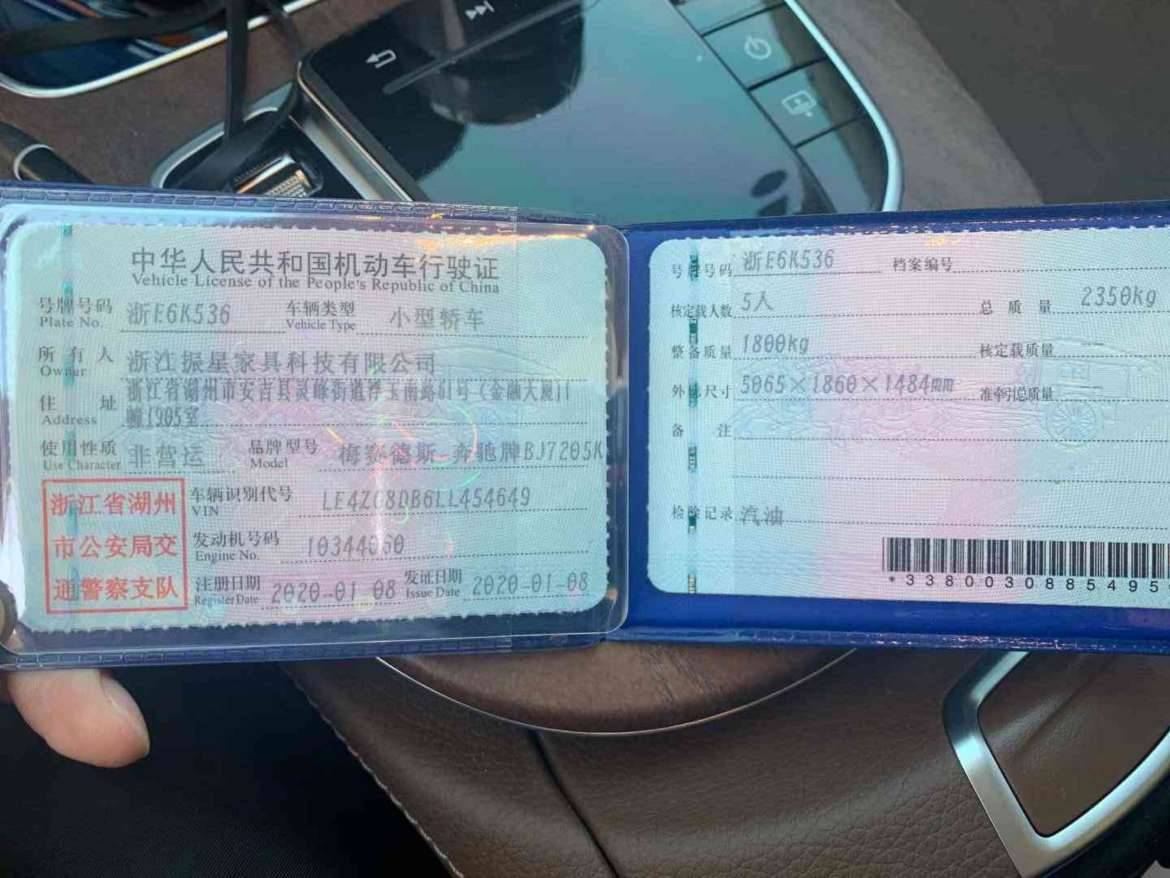 中华人民共和国机动车行驶证
Vehicle License of the People's Republic of China
号牌号码 浙E6K536 车辆类型 小型轿车
Plate No. Vehicle Type
所有人 浙江振星家具科技有限公司
Owner
浙江省湖州市安吉县灵峰街道祥玉南路61号(金融大厦)1
住址 幢1905室
Address
使用性质 非营运 品牌型号 梅赛德斯-奔驰牌BJ7205K
Use Character Model
浙江省湖州
市公安局交
通警察支队
车辆识别代号 LE4ZG8DB6LL454649
VIN
发动机号码 10344060
Engine No.
注册日期 2020-01-08 发证日期 2020-01-08
Register Date Issue Date
号牌号码 浙E6K536 档案编号
核定载人数 5人 总质量 2350kg
整备质量 1800kg 核定载质量
外廓尺寸 5065×1860×1484mm 准牵引总质量
备注
检验记录 汽油
*3380030885495